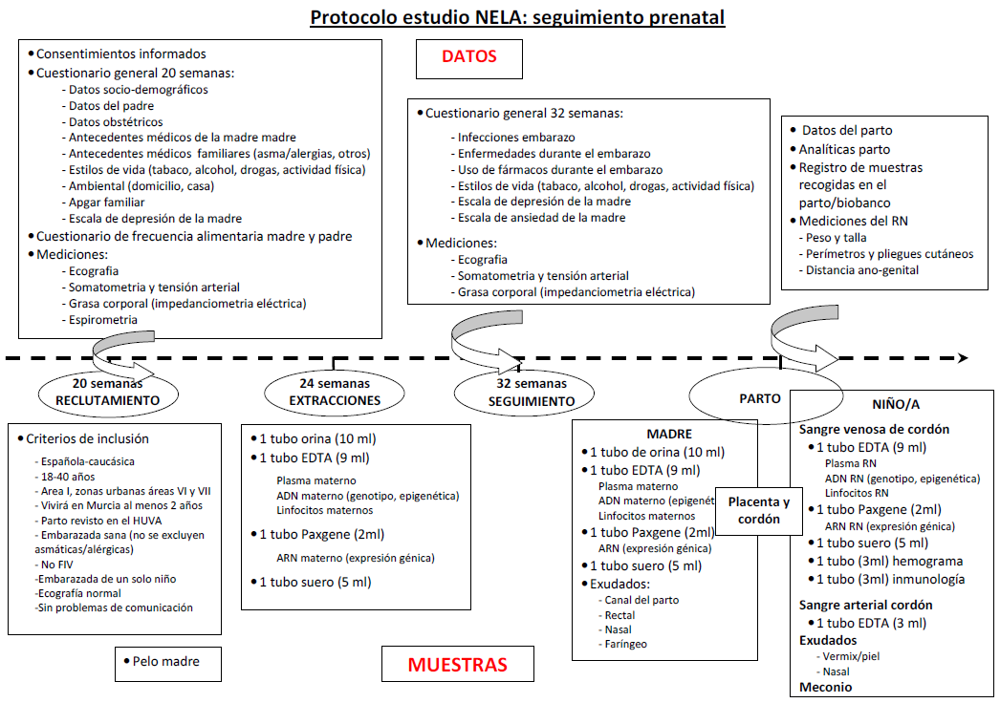 Protocolo estudio NELA: seguimiento prenatal
• Consentimientos informados
• Cuestionario general 20 semanas:
- Datos socio-demográficos
- Datos del padre
- Datos obstétricos
- Antecedentes médicos de la madre madre
- Antecedentes médicos familiares (asma/alergias, otros)
- Estilos de vida (tabaco, alcohol, drogas, actividad física)
- Ambiental (domicilio, casa)
- Apgar familiar
- Escala de depresión de la madre
• Cuestionario de frecuencia alimentaria madre y padre
• Mediciones:
- Ecografia
- Somatometria y tensión arterial
- Grasa corporal (impedanciometria eléctrica)
- Espirometria
DATOS
• Cuestionario general 32 semanas:
- Infecciones embarazo
- Enfermedades durante el embarazo
- Uso de fármacos durante el embarazo
- Estilos de vida (tabaco, alcohol, drogas, actividad física)
- Escala de depresión de la madre
- Escala de ansiedad de la madre
• Mediciones:
- Ecografia
- Somatometria y tensión arterial
- Grasa corporal (impedanciometria eléctrica)
• Datos del parto
• Analíticas parto
• Registro de muestras
recogidas en el
parto/biobanco
• Mediciones del RN
- Peso y talla
- Perímetros y pliegues cutáneos
- Distancia ano-genital
20 semanas
RECLUTAMIENTO
24 semanas
EXTRACCIONES
32 semanas
SEGUIMIENTO
PARTO
• Criterios de inclusión
- Española-caucásica
- 18-40 años
- Area I, zonas urbanas áreas VI y VII
- Vivirá en Murcia al menos 2 años
- Parto revisto en el HUVA
- Embarazada sana (no se excluyen
asmáticas/alérgicas)
- No FIV
-Embarazada de un solo niño
-Ecografía normal
-Sin problemas de comunicación
• Pelo madre
• 1 tubo orina (10 ml)
• 1 tubo EDTA (9 ml)
Plasma materno
ADN materno (genotipo, epigenética)
Linfocitos maternos
• 1 tubo Paxgene (2ml)
ARN materno (expresión génica)
• 1 tubo suero (5 ml)
MUESTRAS
MADRE
• 1 tubo de orina (10 ml)
• 1 tubo EDTA (9 ml)
Plasma materno
ADN materno (epigenét
Linfocitos maternos
• 1 tubo Paxgene (2ml)
ARN (expresión génica)
• 1 tubo suero (5 ml)
• Exudados:
- Canal del parto
- Rectal
- Nasal
- Faríngeo
Placenta y
cordón
NIÑO/A
Sangre venosa de cordón
• 1 tubo EDTA (9 ml)
Plasma RN
ADN RN (genotipo, epigenética)
Linfocitos RN
• 1 tubo Paxgene (2ml)
ARN RN (expresión génica)
• 1 tubo suero (5 ml)
• 1 tubo (3ml) hemograma
• 1 tubo (3ml) inmunología
Sangre arterial cordón
• 1 tubo EDTA (3 ml)
Exudados
- Vermix/piel
- Nasal
Meconio